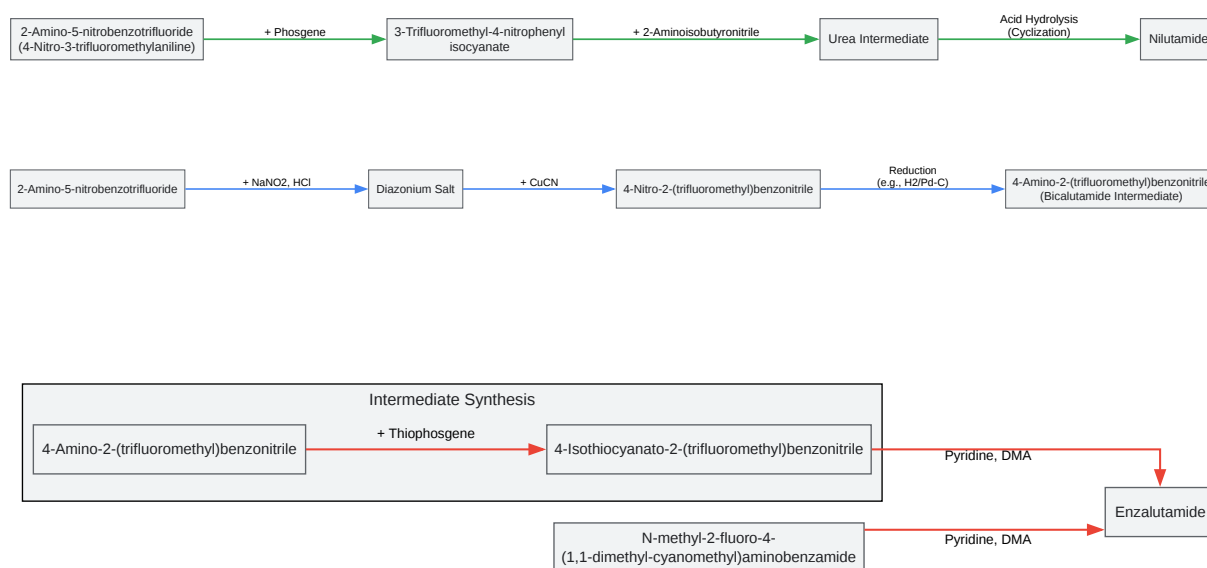 2-Amino-5-nitrobenzotrifluoride
(4-Nitro-3-trifluoromethylaniline)
+ Phosgene
3-Trifluoromethyl-4-nitrophenyl
isocyanate
+ 2-Aminoisobutyronitrile
Urea Intermediate
Acid Hydrolysis
(Cyclization)
Nilutamide
2-Amino-5-nitrobenzotrifluoride
+ NaNO2, HCl
Diazonium Salt
+ CuCN
4-Nitro-2-(trifluoromethyl)benzonitrile
Reduction
(e.g., H2/Pd-C)
4-Amino-2-(trifluoromethyl)benzonitrile
(Bicalutamide Intermediate)
Intermediate Synthesis
4-Amino-2-(trifluoromethyl)benzonitrile
+ Thiophosgene
4-Isothiocyanato-2-(trifluoromethyl)benzonitrile
Pyridine, DMA
Enzalutamide
N-methyl-2-fluoro-4-
(1,1-dimethyl-cyanomethyl)aminobenzamide
Pyridine, DMA